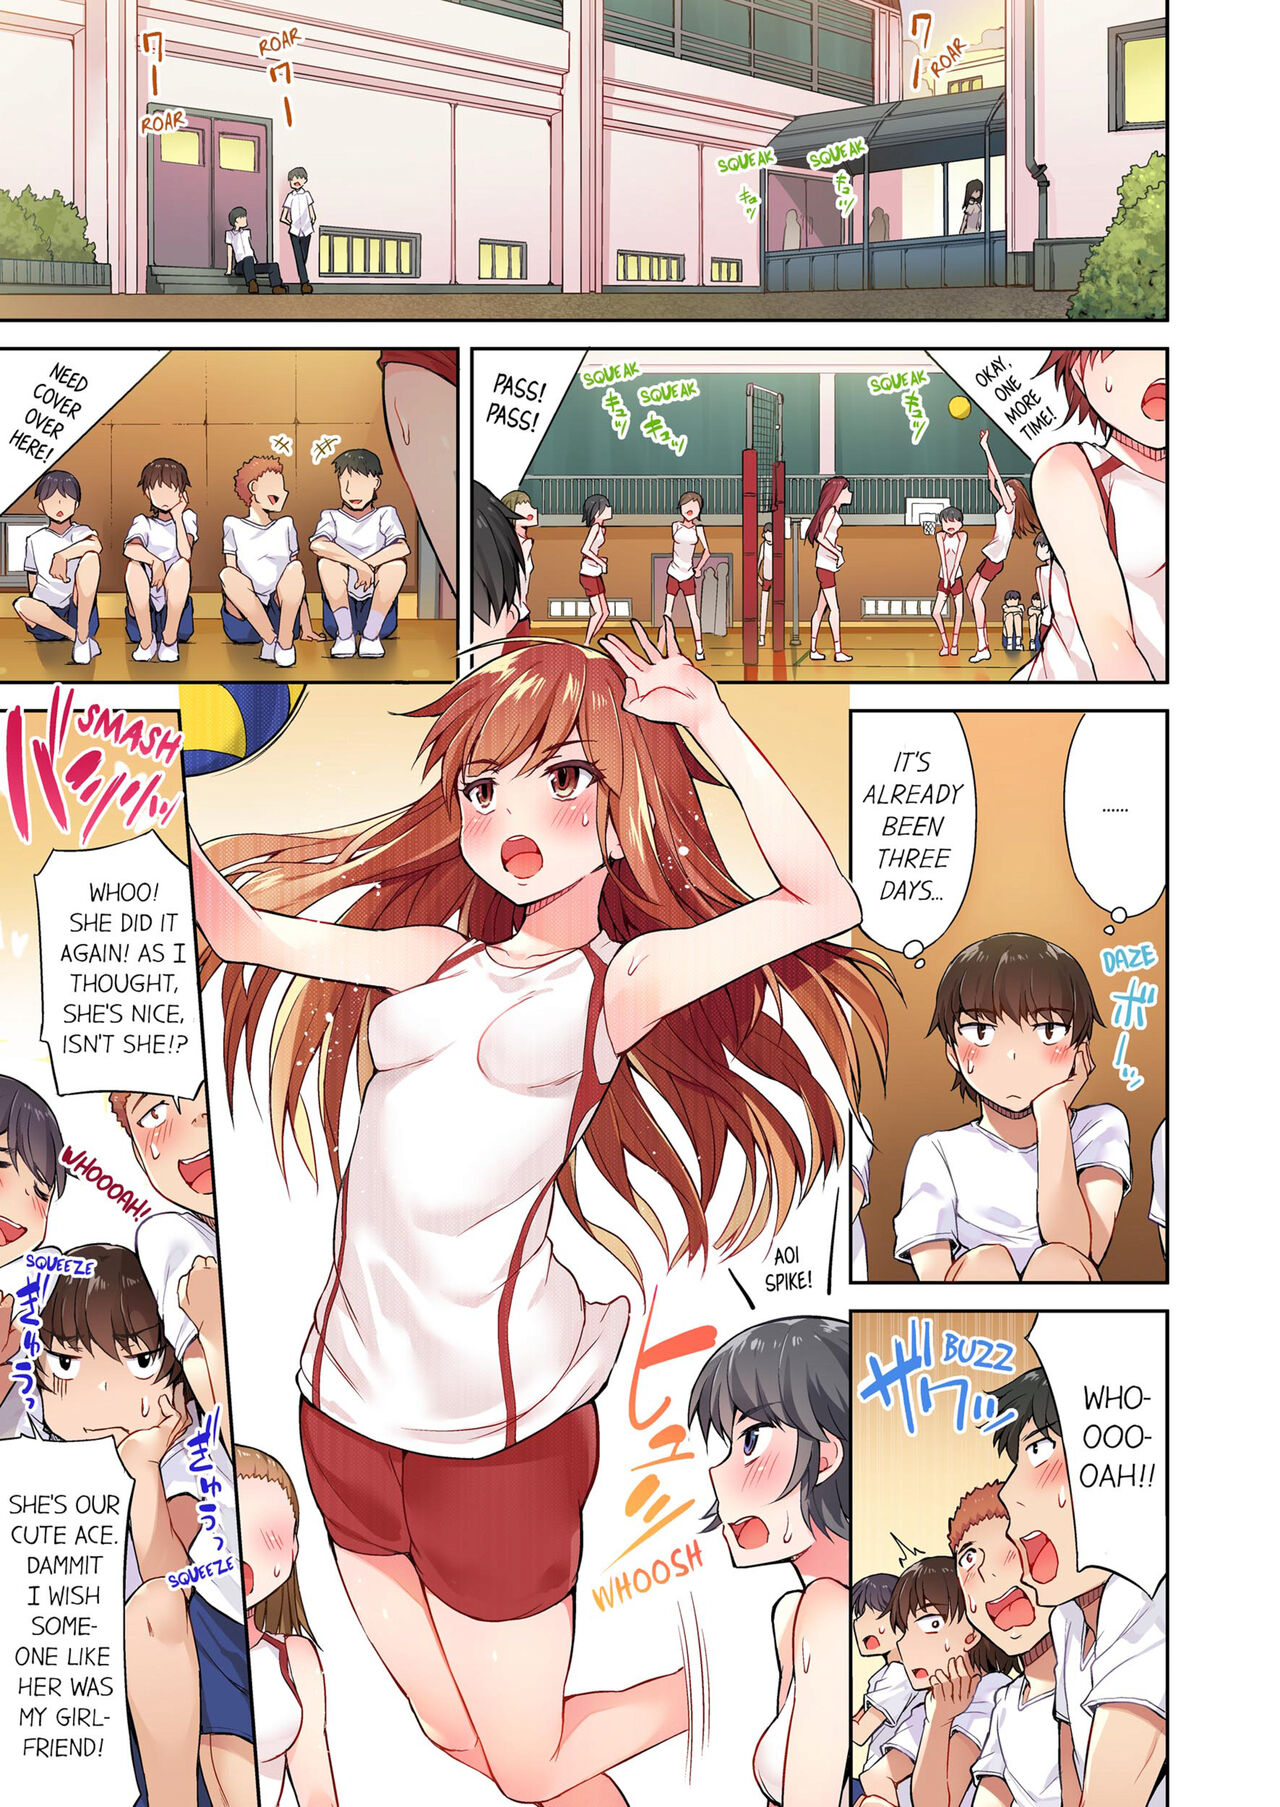 ワー
ROAR
ROAR
ワー
ROAR
ワー
SQUEAK
キュッ
SQUEAK
キュッ
OKAY,
ONE
MORE
TIME!
SQUEAK
キュッ
SQUEAK
キュッ
SQUEAK
キュッ
PASS!
PASS!
NEED
COVER
OVER
HERE!
......
IT'S
ALREADY
BEEN
THREE
DAYS...
DAZE
ボーッ
WHO-
OOOO-
OOO-
OAH!!
BUZZ
ザワッ
AOI
SPIKE!
ヒュッ
WHOOSH
SMASH
WHOO!
SHE DID IT
AGAIN! AS I
THOUGHT,
SHE'S NICE,
ISN'T SHE!?
WHOOOAH!
SQUEEZE
ぎゅうっ
ぎゅうっ
SQUEEZE
SHE'S OUR
CUTE ACE.
DAMMIT
I WISH
SOME-
ONE LIKE
HER WAS
MY GIRL-
FRIEND!